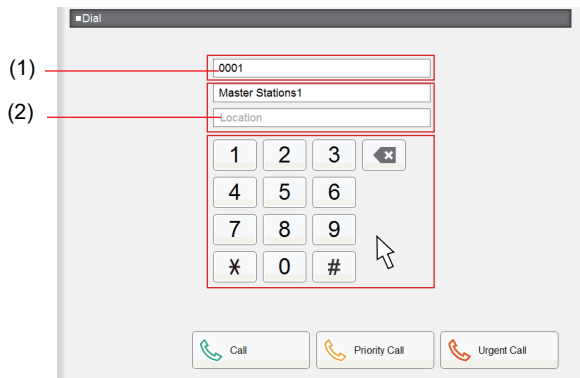 ■Dial
(1)
0001
Master Stations1
(2)
Location
1 2 3
4 5 6
7 8 9
* 0 #
Call Priority Call Urgent Call